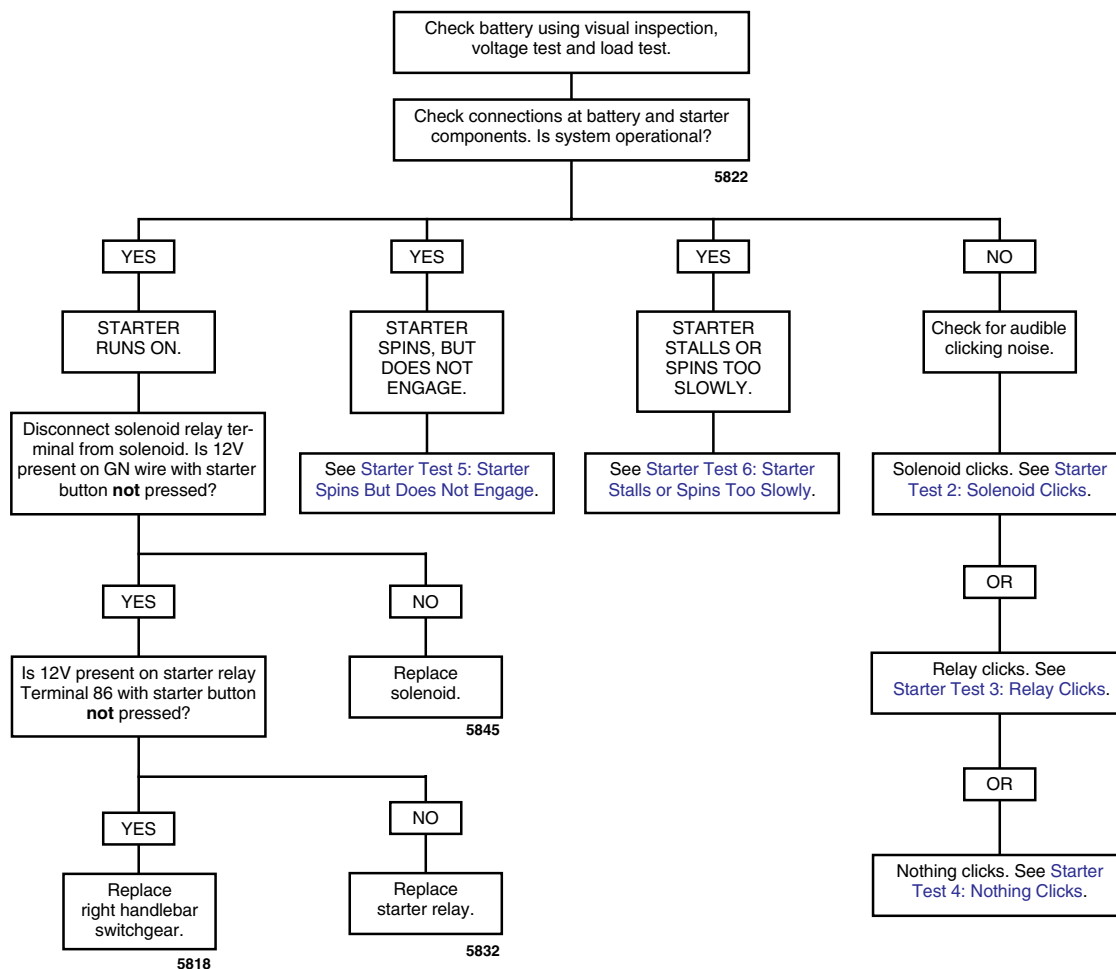 Check battery using visual inspection,
voltage test and load test.
Check connections at battery and starter
components. Is system operational?
5822
YES
YES
YES
NO
STARTER
RUNS ON.
STARTER
SPINS, BUT
DOES NOT
ENGAGE.
STARTER
STALLS OR
SPINS TOO
SLOWLY.
Check for audible
clicking noise.
Disconnect solenoid relay ter-
minal from solenoid. Is 12V
present on GN wire with starter
button not pressed?
See Starter Test 5: Starter
Spins But Does Not Engage.
See Starter Test 6: Starter
Stalls or Spins Too Slowly.
Solenoid clicks. See Starter
Test 2: Solenoid Clicks.
YES
NO
OR
Is 12V present on starter relay
Terminal 86 with starter button
not pressed?
Replace
solenoid.
5845
Relay clicks. See
Starter Test 3: Relay Clicks.
YES
NO
OR
Replace
right handlebar
switchgear.
5818
Replace
starter relay.
5832
Nothing clicks. See Starter
Test 4: Nothing Clicks.